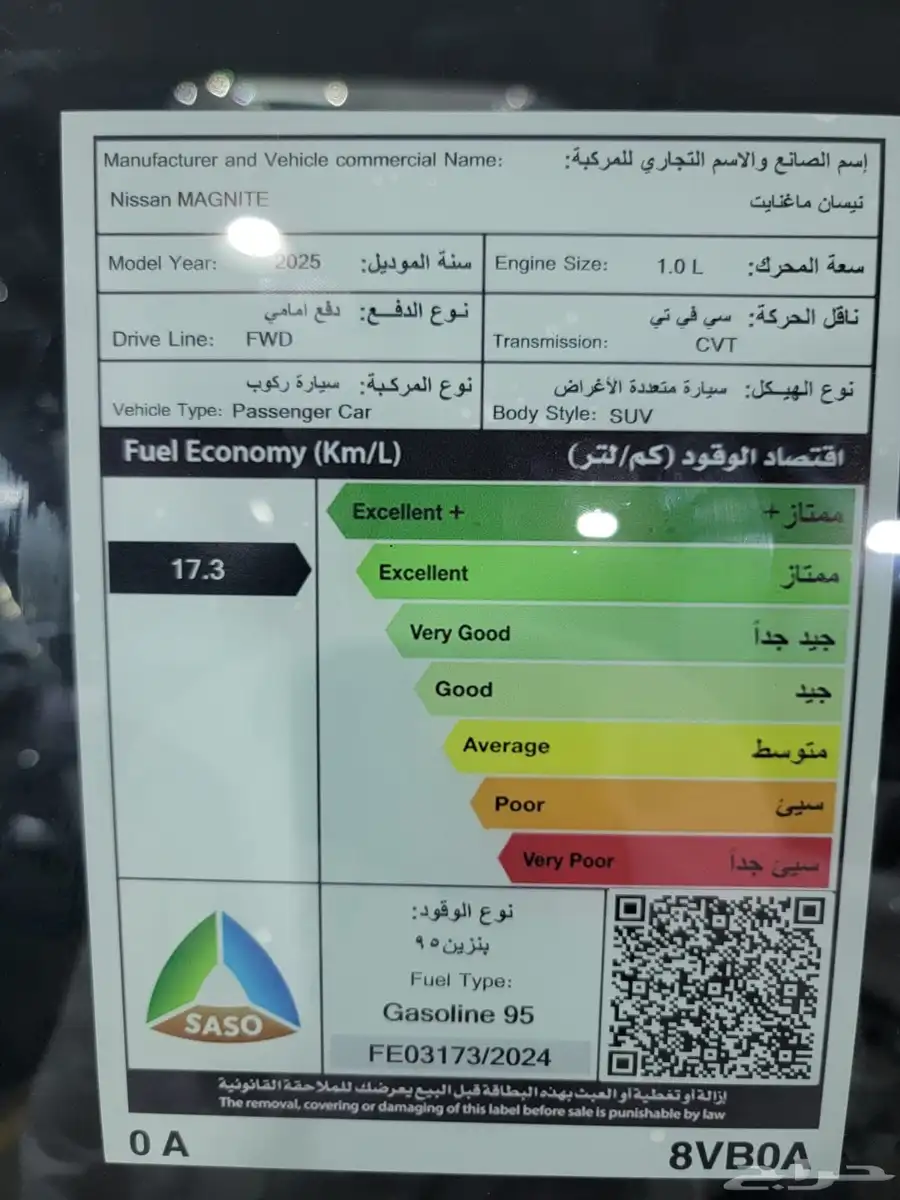 Manufacturer and Vehicle commercial Name: إسم الصانع والاسم التجاري للمركبة:
Nissan MAGNITE نيسان ماغنايت
Model Year: 2025 سنة الموديل:
Engine Size: 1.0 L سعة المحرك:
نوع الدفـــع: دفع امامي
Drive Line: FWD
ناقل الحركة: سي في تي
Transmission: CVT
نوع المركـبة: سيارة ركوب
Vehicle Type: Passenger Car
نوع الهيـــكل: سيارة متعددة الأغراض
Body Style: SUV
Fuel Economy (Km/L) اقتصاد الوقود (كم/لتر)
17.3
Excellent + ممتاز+
Excellent ممتاز
Very Good جيد جداً
Good جيد
Average متوسط
Poor سيئ
Very Poor سيئ جداً
SASO
نوع الوقود:
بنزين ٩٥
Fuel Type:
Gasoline 95
FE03173/2024
إزالة أو تغطية أو العبث بهذه البطاقة قبل البيع يعرضك للملاحقة القانونية
The removal, covering or damaging of this label before sale is punishable by law
0 A 8VB0A
حراج